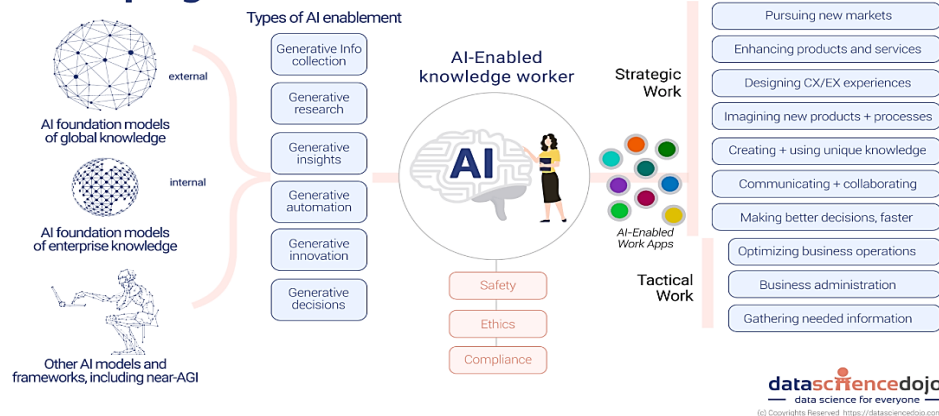 Types of AI enablement
external
AI foundation models
of global knowledge
internal
AI foundation models
of enterprise knowledge
Other AI models and
frameworks, including near-AGI
Generative Info
collection
Generative
research
Generative
insights
Generative
automation
Generative
innovation
Generative
decisions
AI-Enabled
knowledge worker
AI
Safety
Ethics
Compliance
AI-Enabled
Work Apps
Strategic
Work
Pursuing new markets
Enhancing products and services
Designing CX/EX experiences
Imagining new products + processes
Creating + using unique knowledge
Communicating + collaborating
Making better decisions, faster
Tactical
Work
Optimizing business operations
Business administration
Gathering needed information
datasciencedojo
data science for everyone
(c) Copyrights Reserved https://datasciencedojo.com